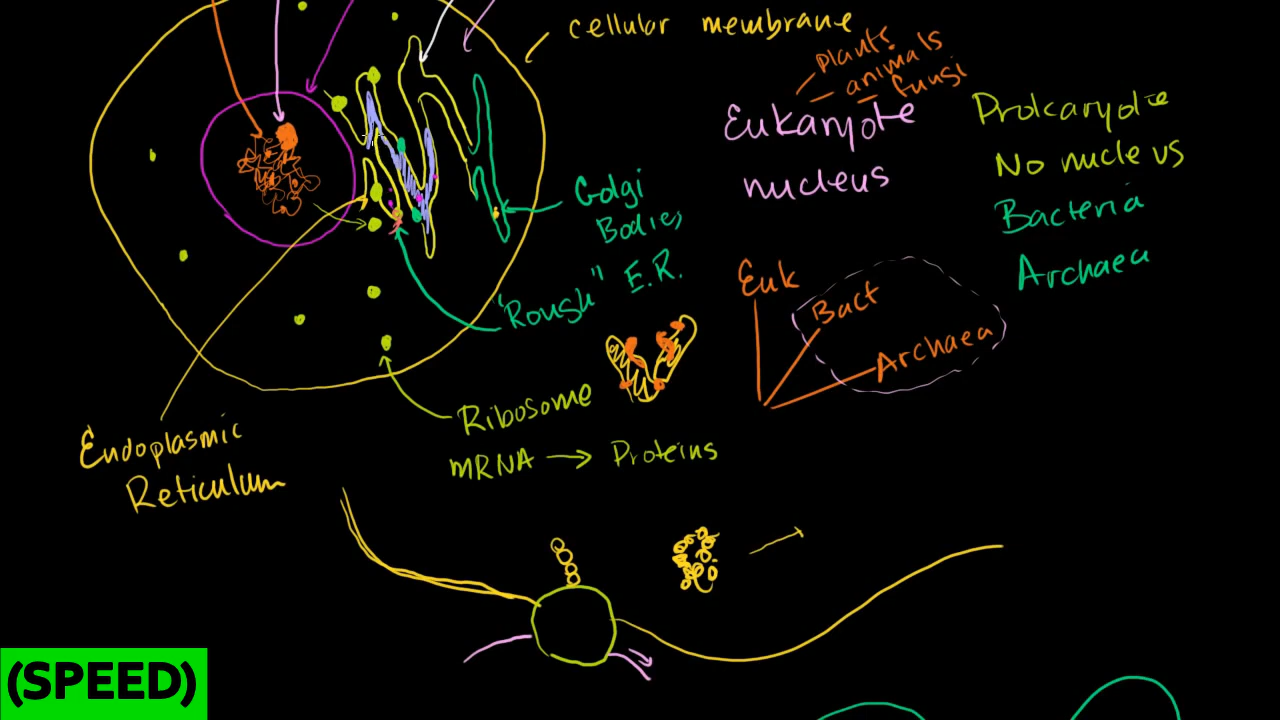 cellular membrane
plants
animals
fungi
Eukaryote
nucleus
Prokaryote
No nucleus
Bacteria
Archaea
Golgi
Bodies
"Rough" E.R.
Euk
Bact
Archaea
Ribosome
mRNA → Proteins
Endoplasmic
Reticulum
(SPEED)